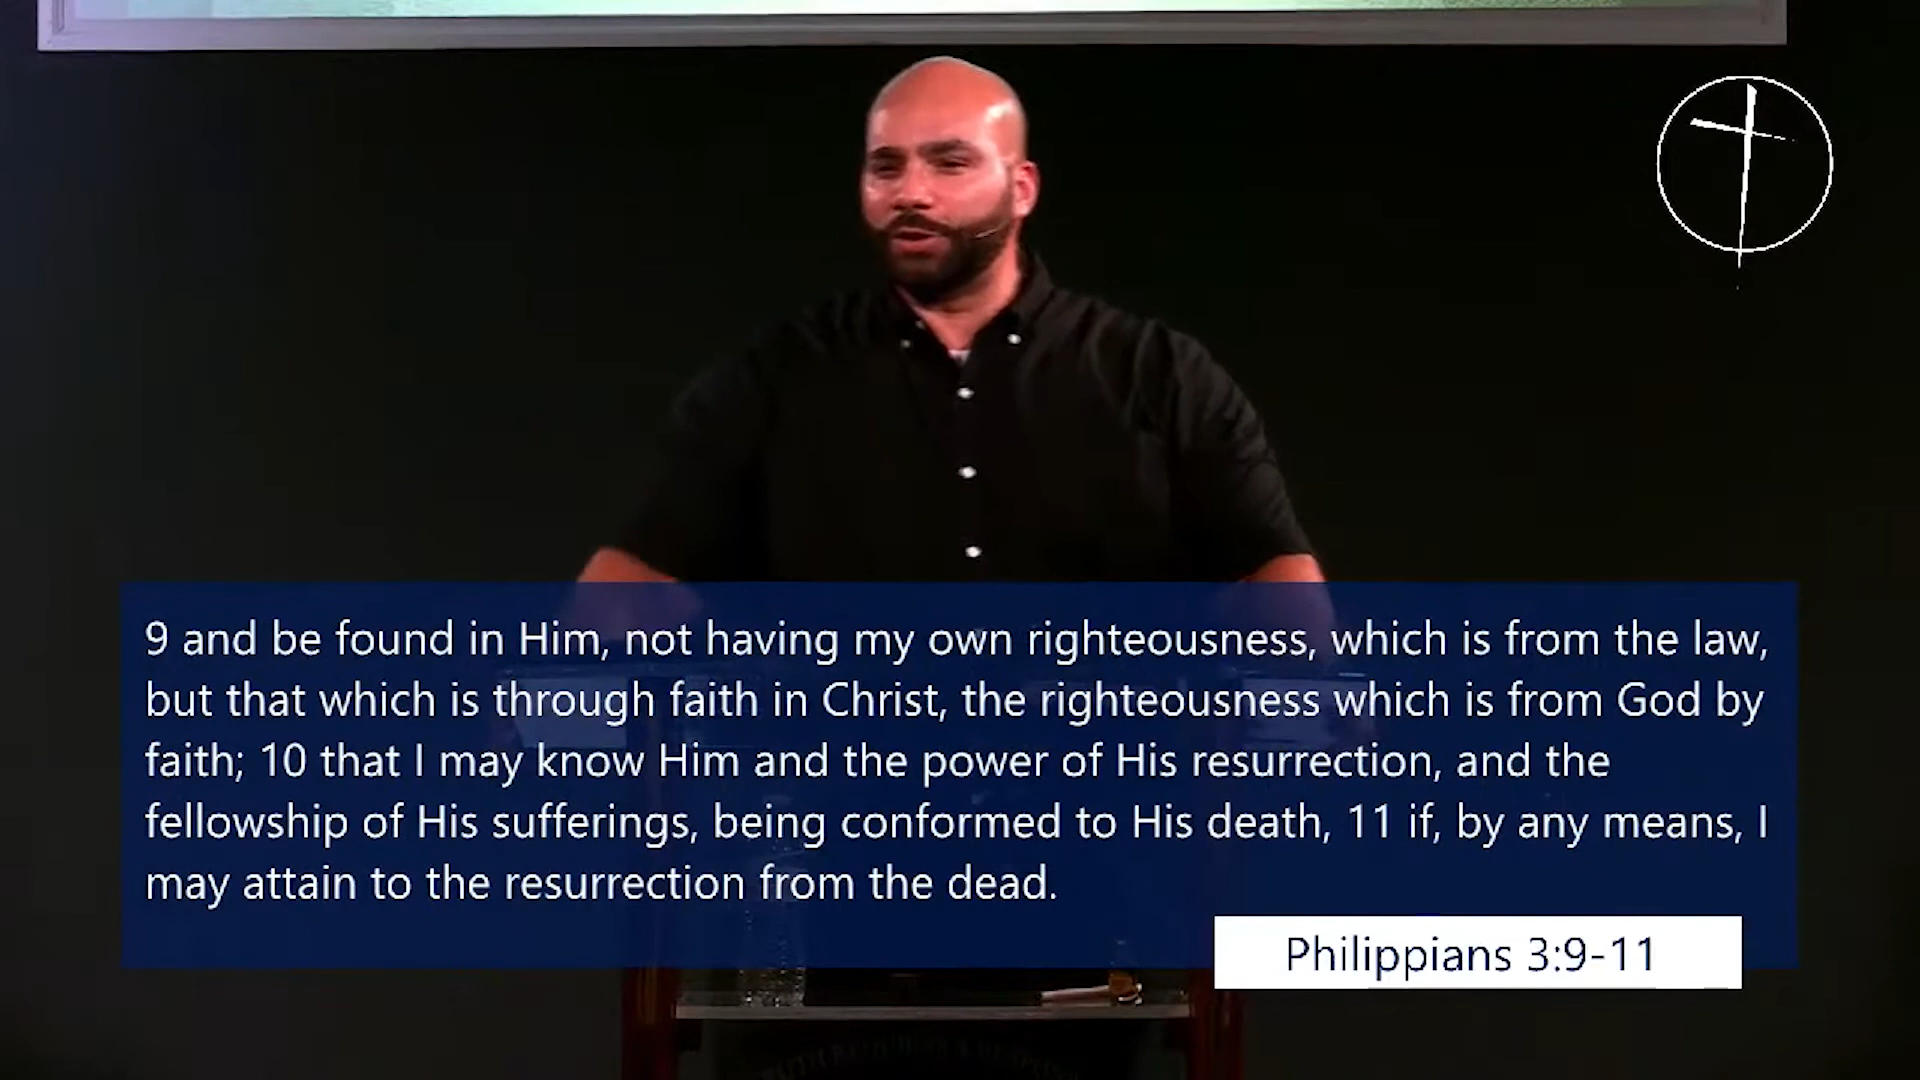 9 and be found in Him, not having my own righteousness, which is from the law,
but that which is through faith in Christ, the righteousness which is from God by
faith; 10 that I may know Him and the power of His resurrection, and the
fellowship of His sufferings, being conformed to His death, 11 if, by any means, I
may attain to the resurrection from the dead.
Philippians 3:9-11